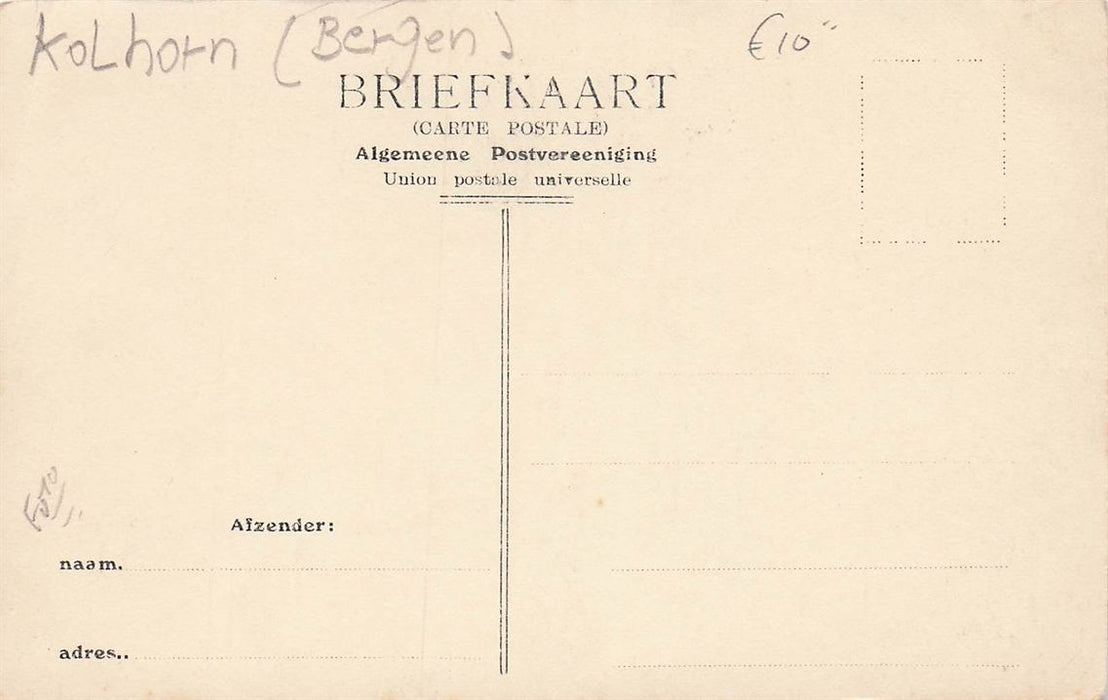 Kolhorn (Bergen)
€ 10
BRIEFKAART
(CARTE POSTALE)
Algemeene Postvereeniging
Union postale universelle
Afzender:
naam.
adres..